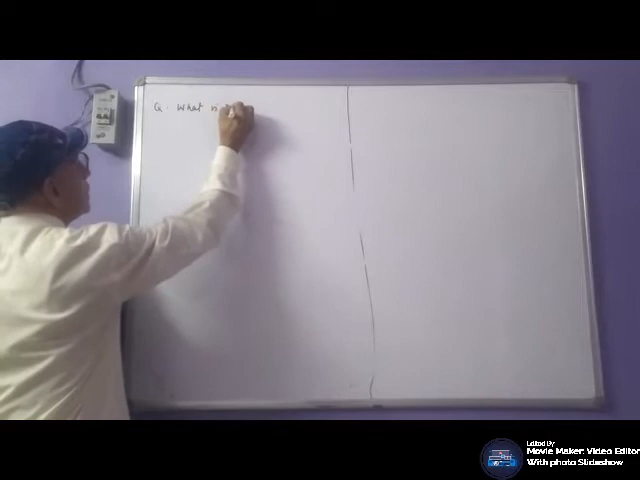 Q. What is
Edited By
Movie Maker: Video Editor
With photo Slideshow